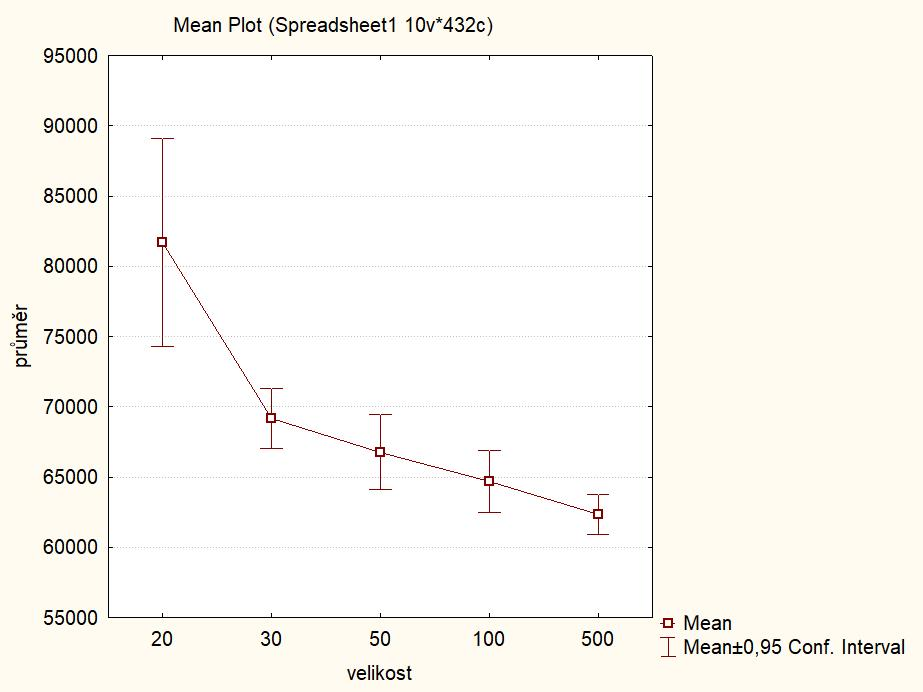 Mean Plot (Spreadsheet1 10v*432c)
95000
90000
85000
80000
75000
70000
65000
60000
55000
průměr
20 30 50 100 500
velikost
Mean
Mean±0,95 Conf. Interval